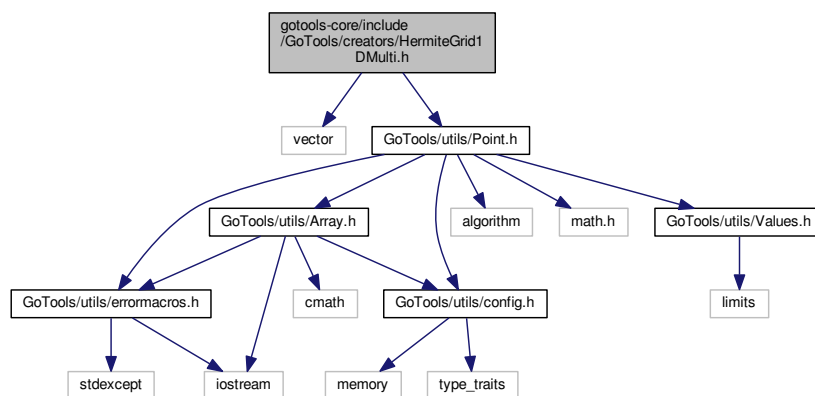 gotools-core/include
/GoTools/creators/HermiteGrid1
DMulti.h
vector
GoTools/utils/Point.h
GoTools/utils/Array.h
algorithm
math.h
GoTools/utils/Values.h
GoTools/utils/errormacros.h
cmath
GoTools/utils/config.h
limits
stdexcept
iostream
memory
type_traits